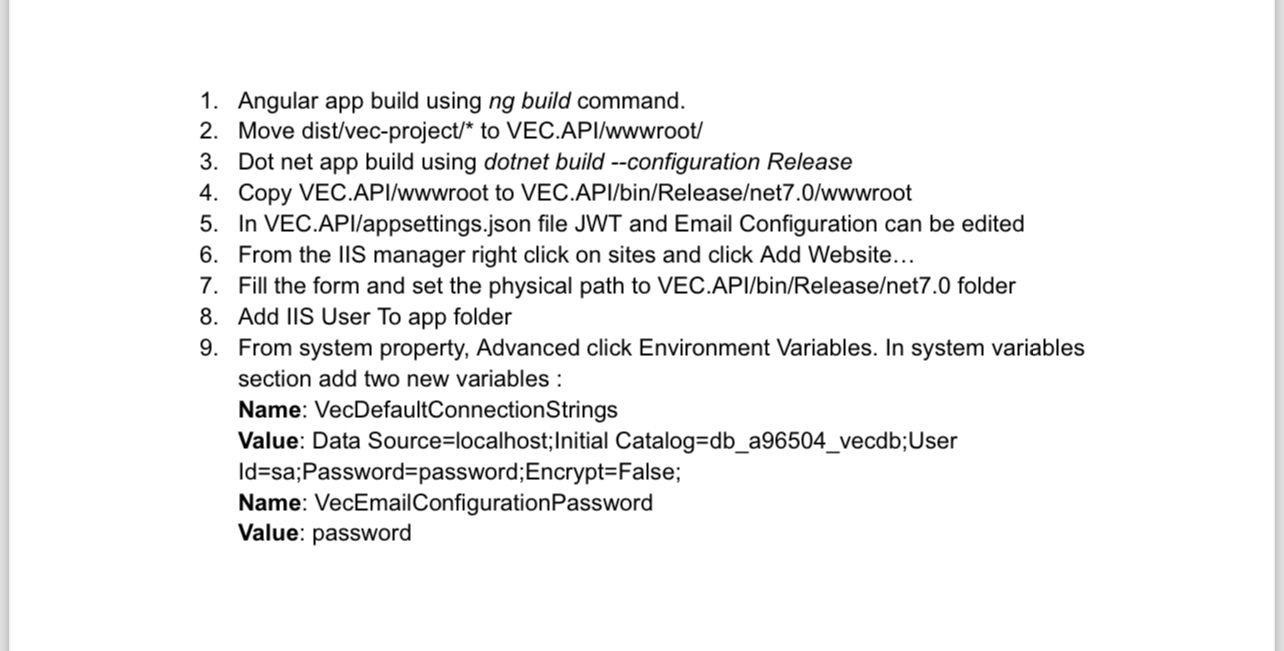 1. Angular app build using ng build command.
2. Move dist/vec-project/* to VEC.API/wwwroot/
3. Dot net app build using dotnet build --configuration Release
4. Copy VEC.API/wwwroot to VEC.API/bin/Release/net7.0/wwwroot
5. In VEC.API/appsettings.json file JWT and Email Configuration can be edited
6. From the IIS manager right click on sites and click Add Website…
7. Fill the form and set the physical path to VEC.API/bin/Release/net7.0 folder
8. Add IIS User To app folder
9. From system property, Advanced click Environment Variables. In system variables
section add two new variables :
Name: VecDefaultConnectionStrings
Value: Data Source=localhost;Initial Catalog=db_a96504_vecdb;User
Id=sa;Password=password;Encrypt=False;
Name: VecEmailConfigurationPassword
Value: password